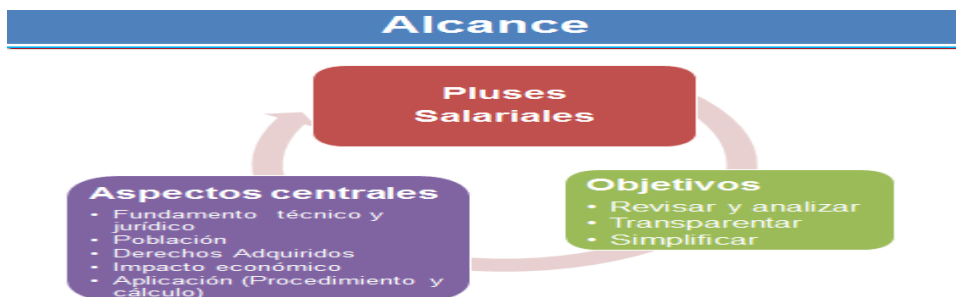 Alcance
Pluses
Salariales
Aspectos centrales
• Fundamento técnico y
jurídico
• Población
• Derechos Adquiridos
• Impacto económico
• Aplicación (Procedimiento y
cálculo)
Objetivos
• Revisar y analizar
• Transparentar
• Simplificar